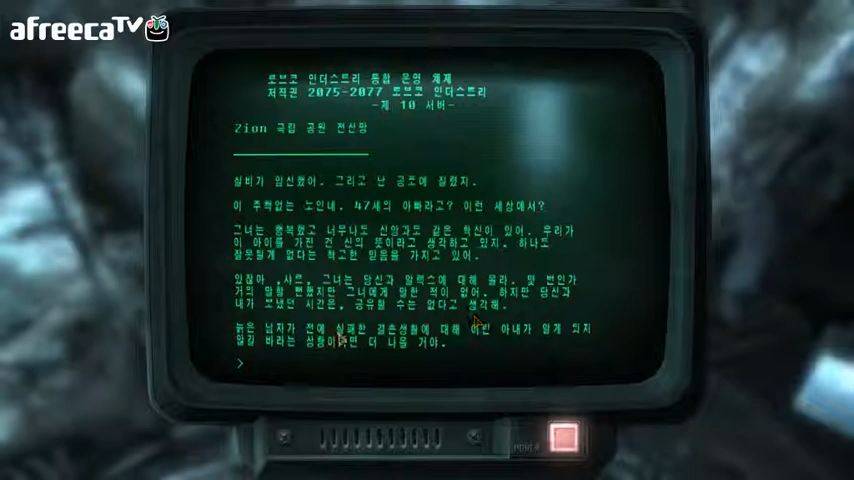 afreecaTV
로브코 인더스트리 통합 운영 체제
저작권 2075-2077 로브코 인더스트리
-제 10 서버-
Zion 국립 공원 전산망
실비가 임신했어. 그리고 난 공포에 질렸지.
이 주책없는 노인네. 47세의 아빠라고? 이런 세상에서?
그녀는 행복했고 너무나도 신앙과도 같은 확신이 있어. 우리가
이 아이를 가진 건 신의 뜻이라고 생각하고 있지. 하나도
잘못될게 없다는 척고한 믿음을 가지고 있어.
있잖아 ,샤르, 그녀는 당신과 알렉스에 대해 몰라. 몇 번인가
거의 말할 뻔했지만 그녀에게 말한 적이 없어. 하지만 당신과
내가 보냈던 시간은, 공유할 수는 없다고 생각해.
늙은 남자가 전에 실패한 결혼생활에 대해 어린 아내가 알게 되지
않길 바라는 상황이라면 더 나을 거야.
>
POWER